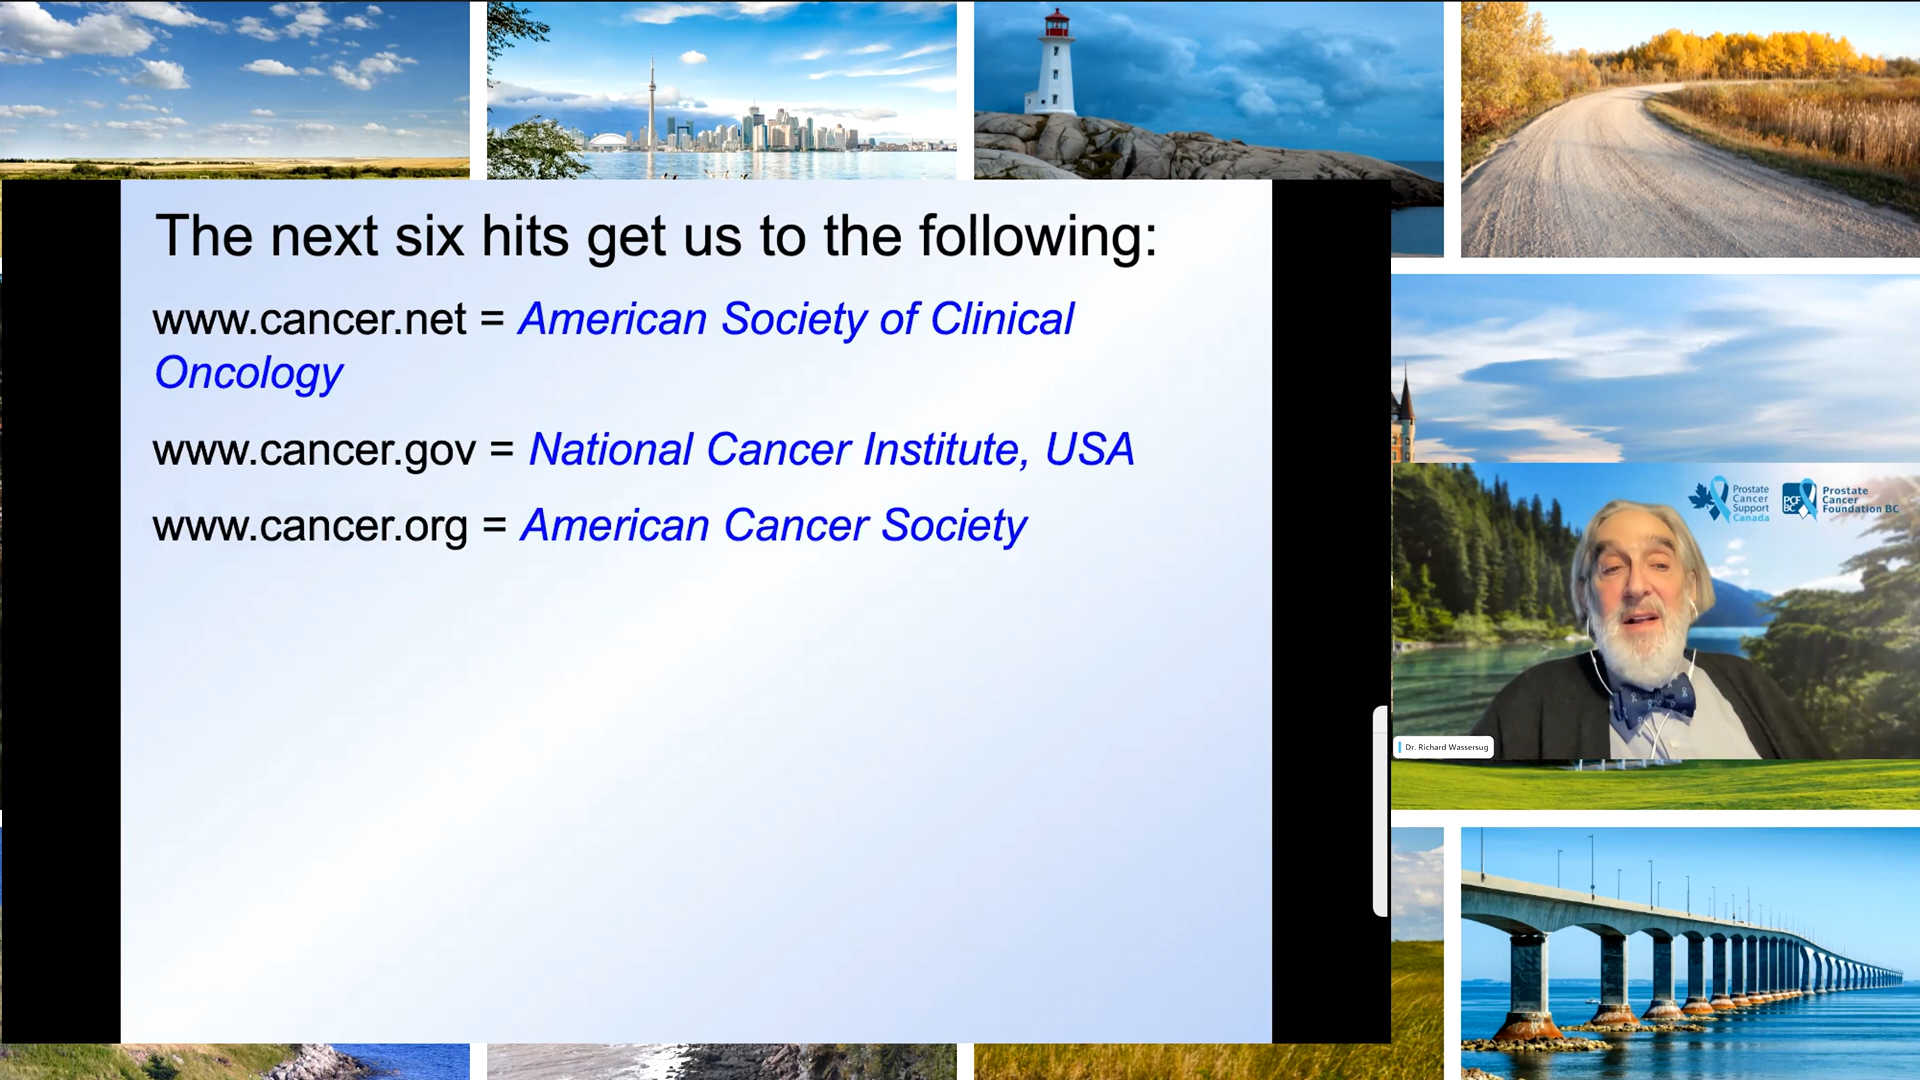 The next six hits get us to the following:
www.cancer.net = American Society of Clinical
Oncology
www.cancer.gov = National Cancer Institute, USA
www.cancer.org = American Cancer Society
Prostate
Cancer
Support
Canada
PCF
BC
Prostate
Cancer
Foundation BC
Dr. Richard Wassersug